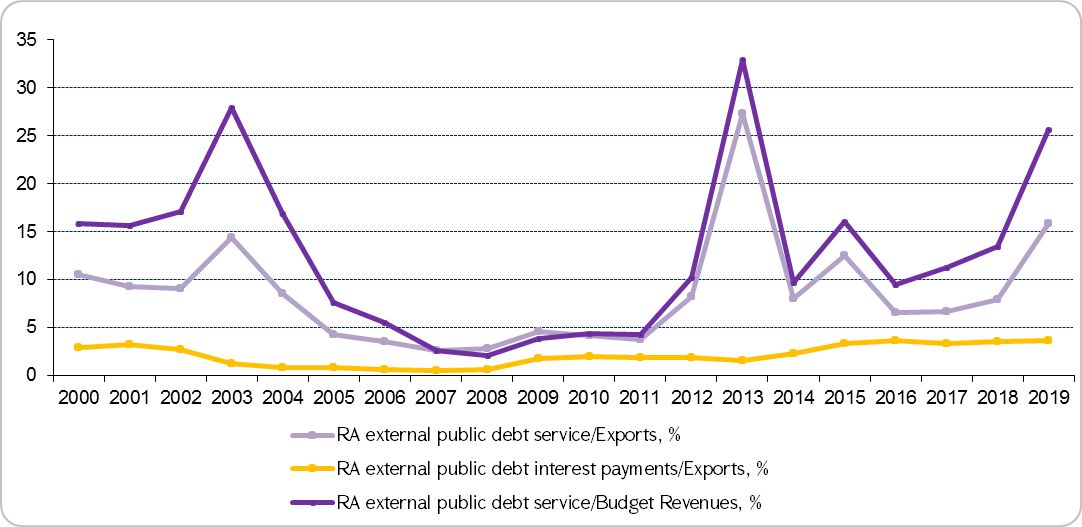 35
30
25
20
15
10
5
0
2000 2001 2002 2003 2004 2005 2006 2007 2008 2009 2010 2011 2012 2013 2014 2015 2016 2017 2018 2019
RA external public debt service/Exports, %
RA external public debt interest payments/Exports, %
RA external public debt service/Budget Revenues, %